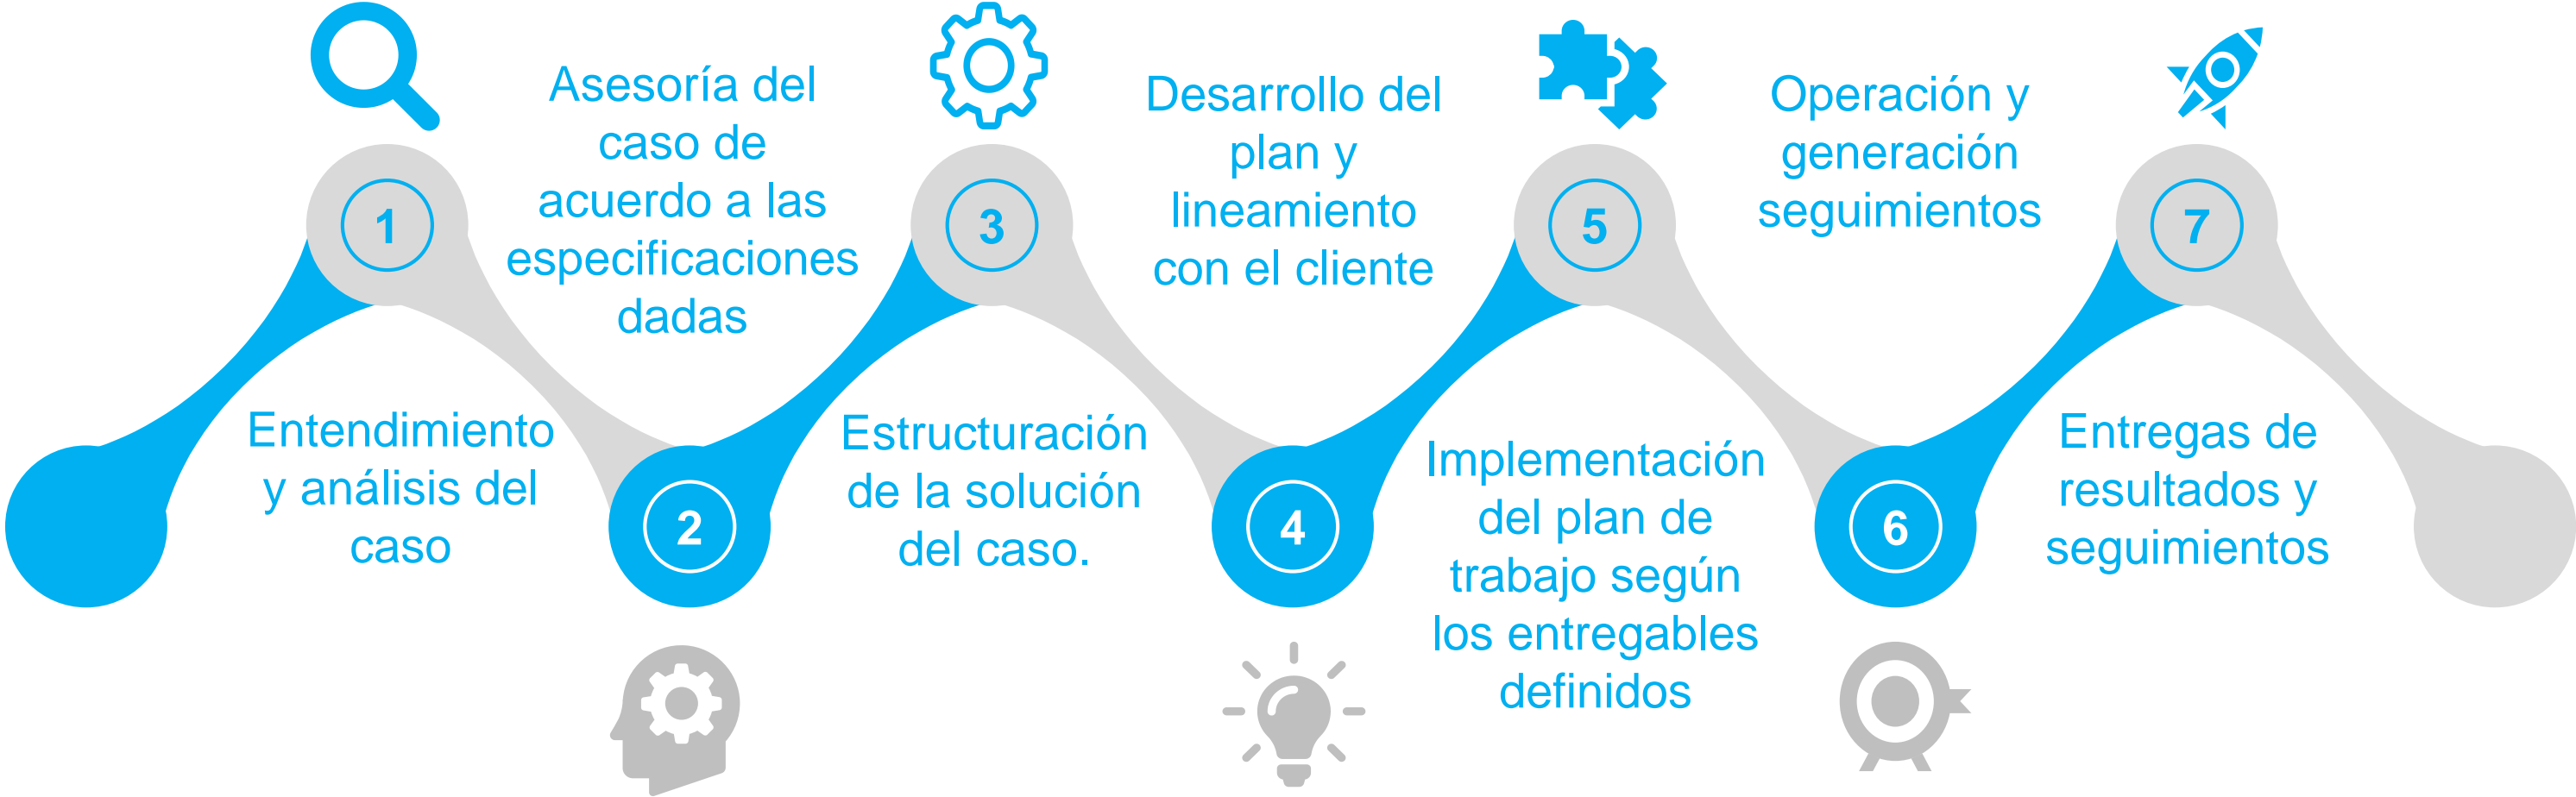 1
Entendimiento
y análisis del
caso
Asesoría del
caso de
acuerdo a las
especificaciones
dadas
2
3
Estructuración
de la solución
del caso.
Desarrollo del
plan y
lineamiento
con el cliente
4
5
Implementación
del plan de
trabajo según
los entregables
definidos
Operación y
generación
seguimientos
6
7
Entregas de
resultados y
seguimientos